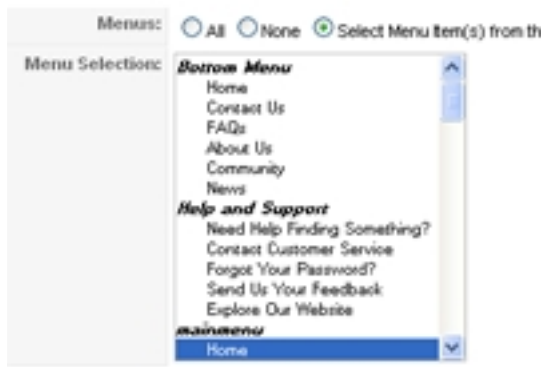 Menus: All None Select Menu Item(s) from th
Menu Selection:
Bottom Menu
Home
Contact Us
FAQs
About Us
Community
News
Help and Support
Need Help Finding Something?
Contact Customer Service
Forgot Your Password?
Send Us Your Feedback
Explore Our Website
mainmenu
Home